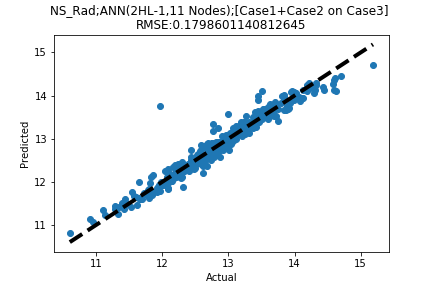 NS_Rad;ANN(2HL-1,11 Nodes);[Case1+Case2 on Case3]
RMSE:0.1798601140812645
15
14
13
12
11
Predicted
11
12
13
14
15
Actual